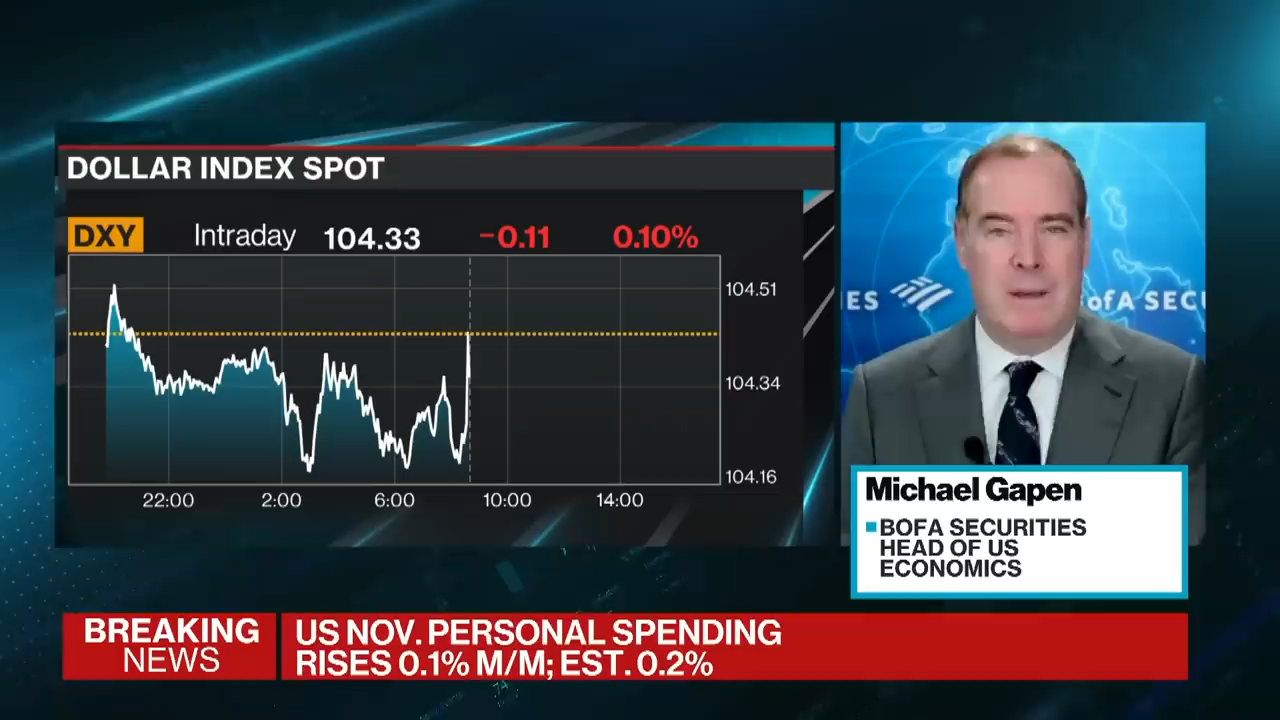 DOLLAR INDEX SPOT
DXY Intraday 104.33 -0.11 0.10%
104.51
104.34
104.16
22:00 2:00 6:00 10:00 14:00
IES BofA SECU
Michael Gapen
BOFA SECURITIES
HEAD OF US
ECONOMICS
BREAKING
NEWS
US NOV. PERSONAL SPENDING
RISES 0.1% M/M; EST. 0.2%